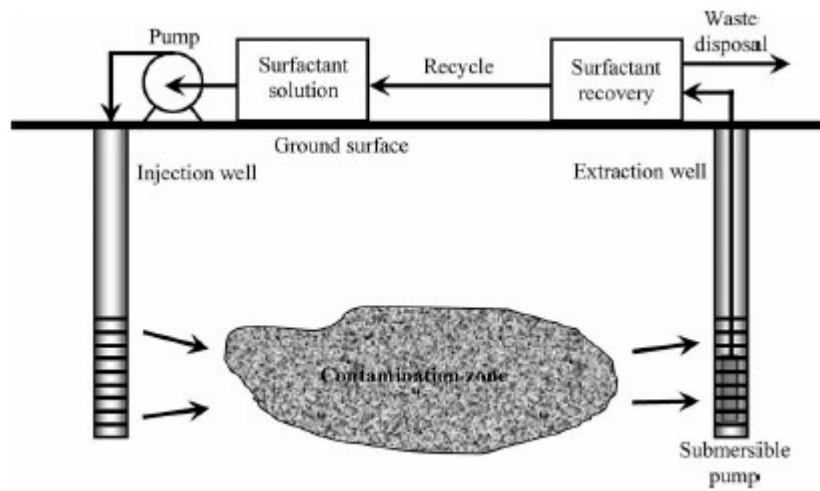 Waste
disposal
Pump
Surfactant
solution
Recycle
Surfactant
recovery
Ground surface
Injection well
Extraction well
Contamination zone
Submersible
pump